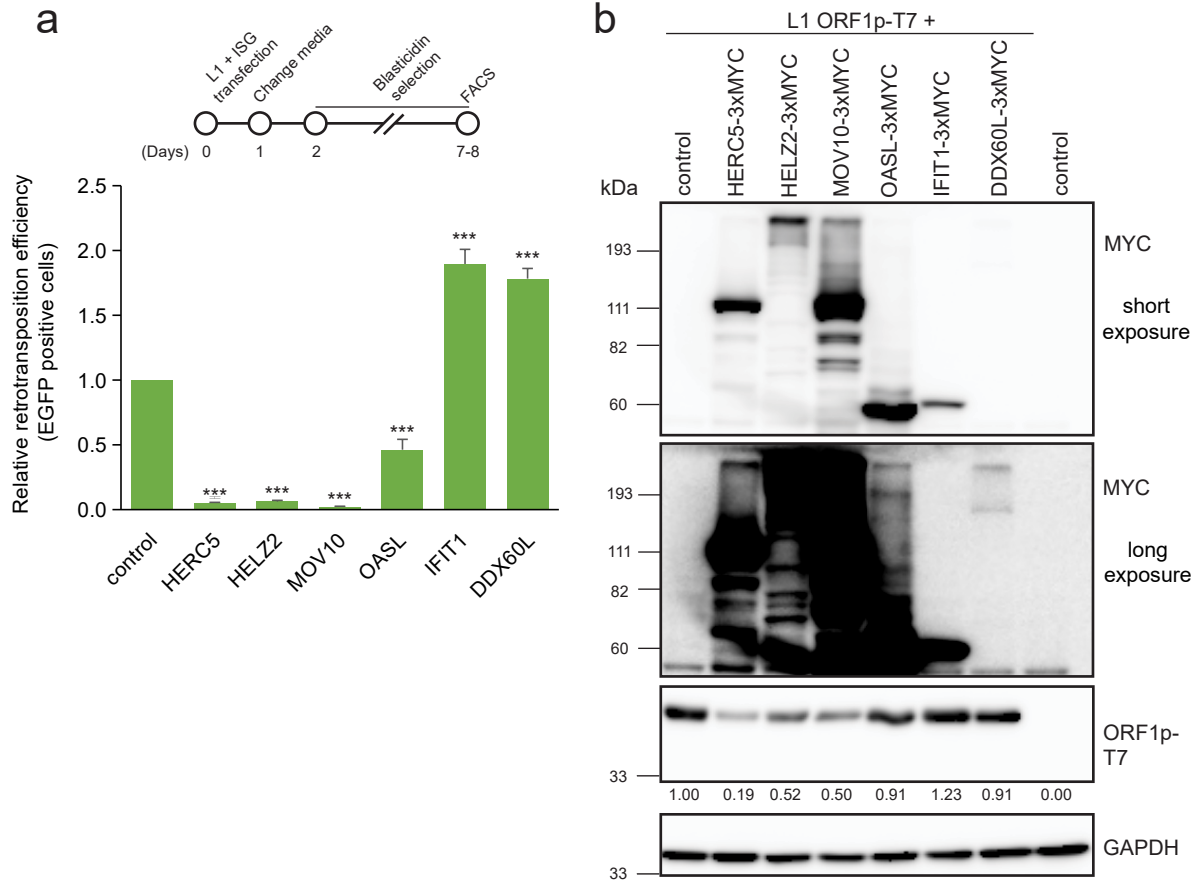 a
L1 + ISG
transfection
Change media
Blasticidin
selection
FACS
(Days)
0
1
2
7-8
Relative retrotransposition efficiency
(EGFP positive cells)
2.5
2.0
1.5
1.0
0.5
0.0
***
***
***
***
***
***
control
HERC5
HELZ2
MOV10
OASL
IFIT1
DDX60L
b
L1 ORF1p-T7 +
control
HERC5-3xMYC
HELZ2-3xMYC
MOV10-3xMYC
OASL-3xMYC
IFIT1-3xMYC
DDX60L-3xMYC
control
kDa
193
111
82
60
MYC
short
exposure
193
111
82
60
MYC
long
exposure
33
ORF1p-
T7
1.00 0.19 0.52 0.50 0.91 1.23 0.91 0.00
33
GAPDH